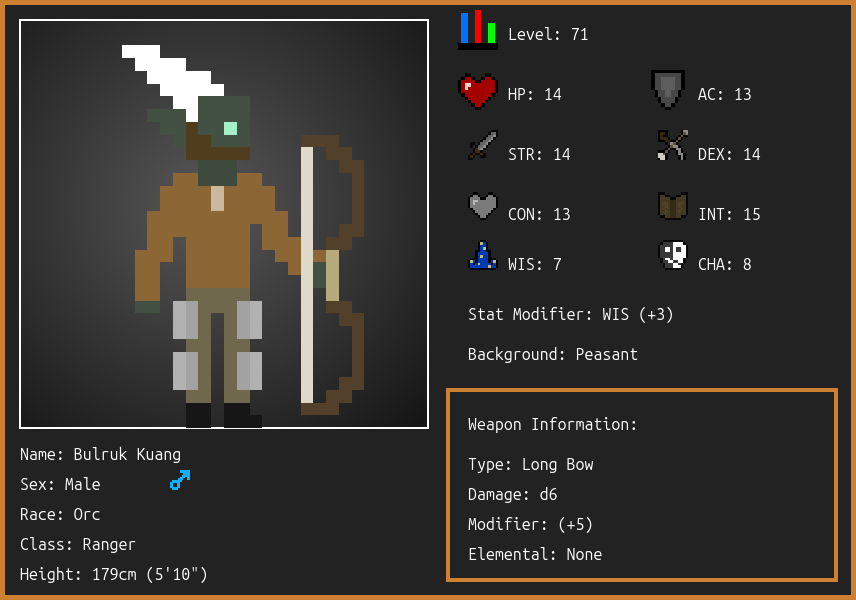 Level: 71
HP: 14
AC: 13
STR: 14
DEX: 14
CON: 13
INT: 15
WIS: 7
CHA: 8
Stat Modifier: WIS (+3)
Background: Peasant
Weapon Information:
Type: Long Bow
Damage: d6
Modifier: (+5)
Elemental: None
Name: Bulruk Kuang
Sex: Male
Race: Orc
Class: Ranger
Height: 179cm (5'10")